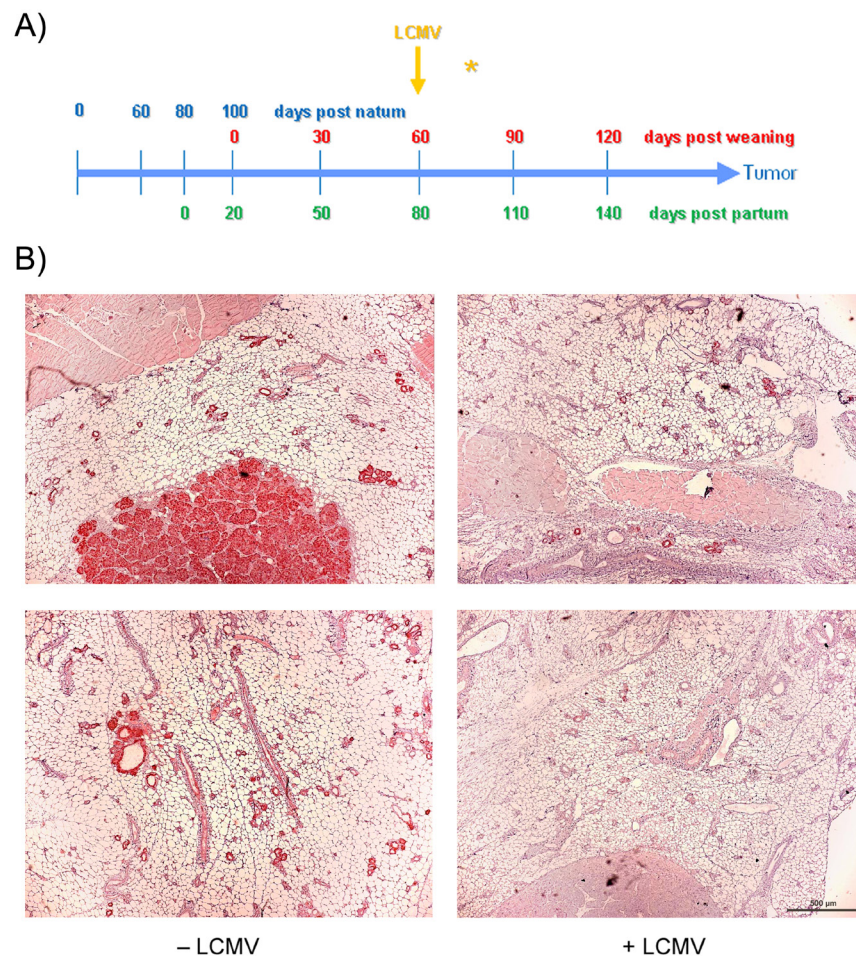 A)
LCMV
*
0 60 80 100 days post natum
0 30 60 90 120 days post weaning
Tumor
0 20 50 80 110 140 days post partum
B)
500 µm
– LCMV
+ LCMV